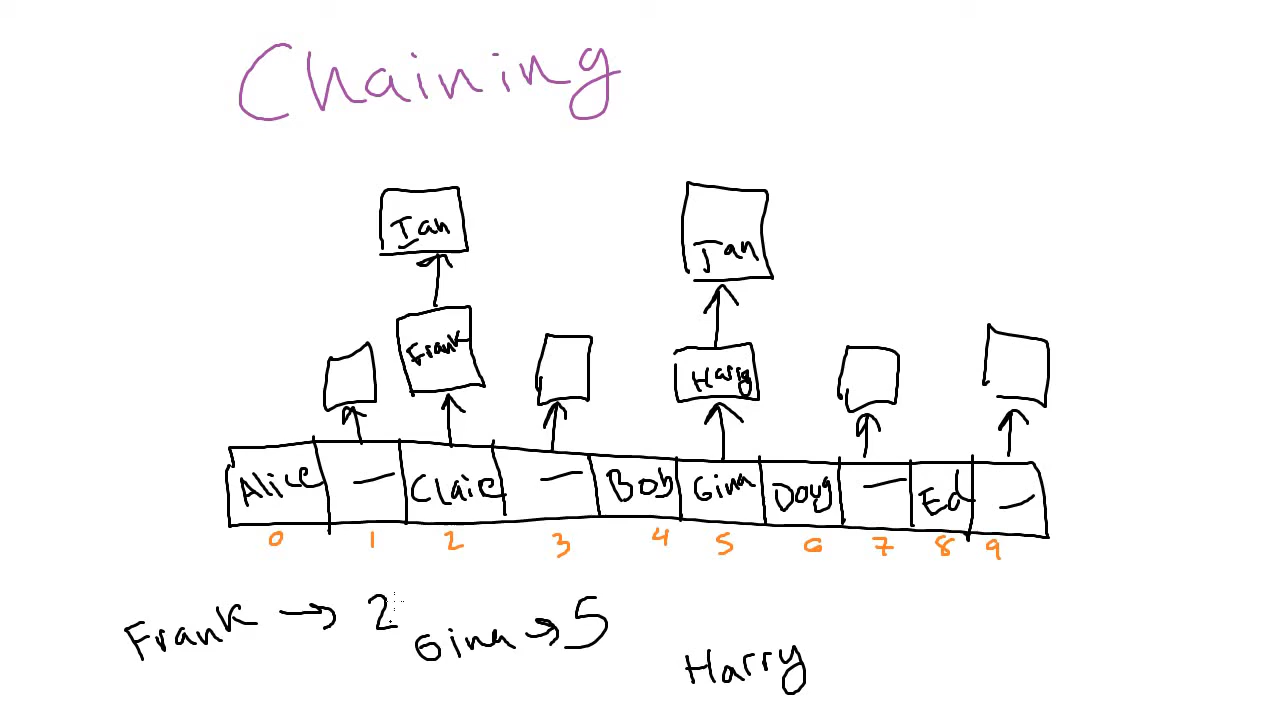 Chaining
Ian Jan
Frank Harry
Alice — Claire — Bob Gina Doug — Ed —
0 1 2 3 4 5 6 7 8 9
Frank → 2 Gina → 5 Harry